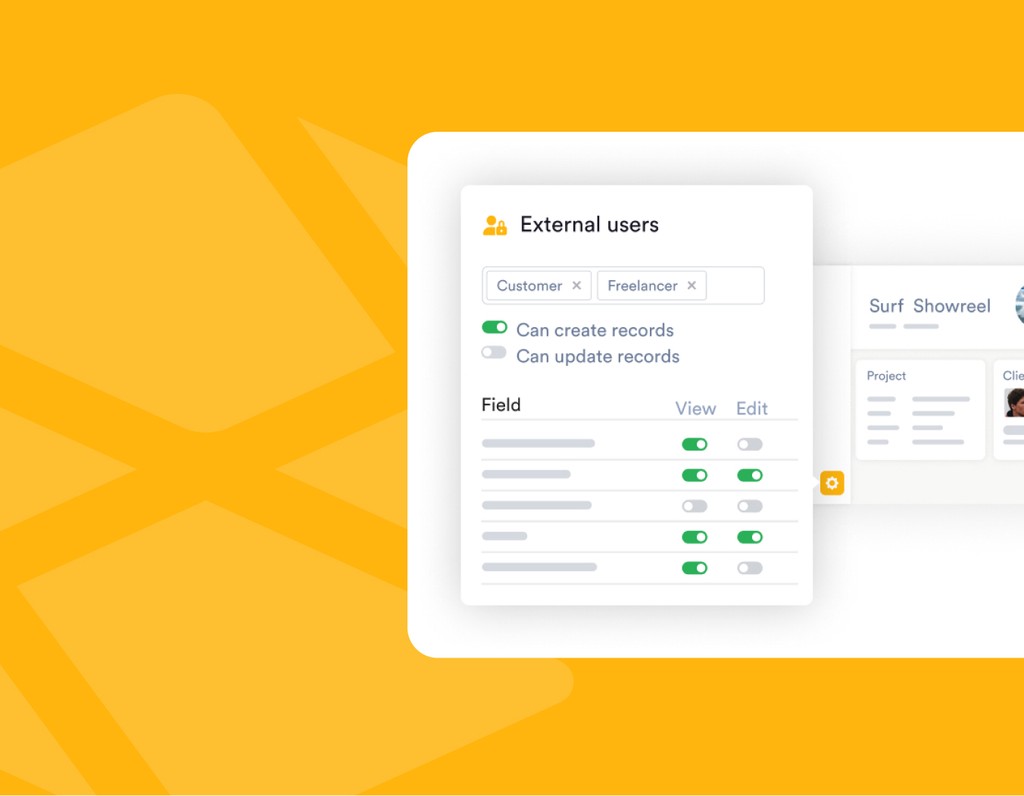 External users
Customer ×
Freelancer ×
Can create records
Can update records
Field
View
Edit
Surf Showreel
Project
Clie